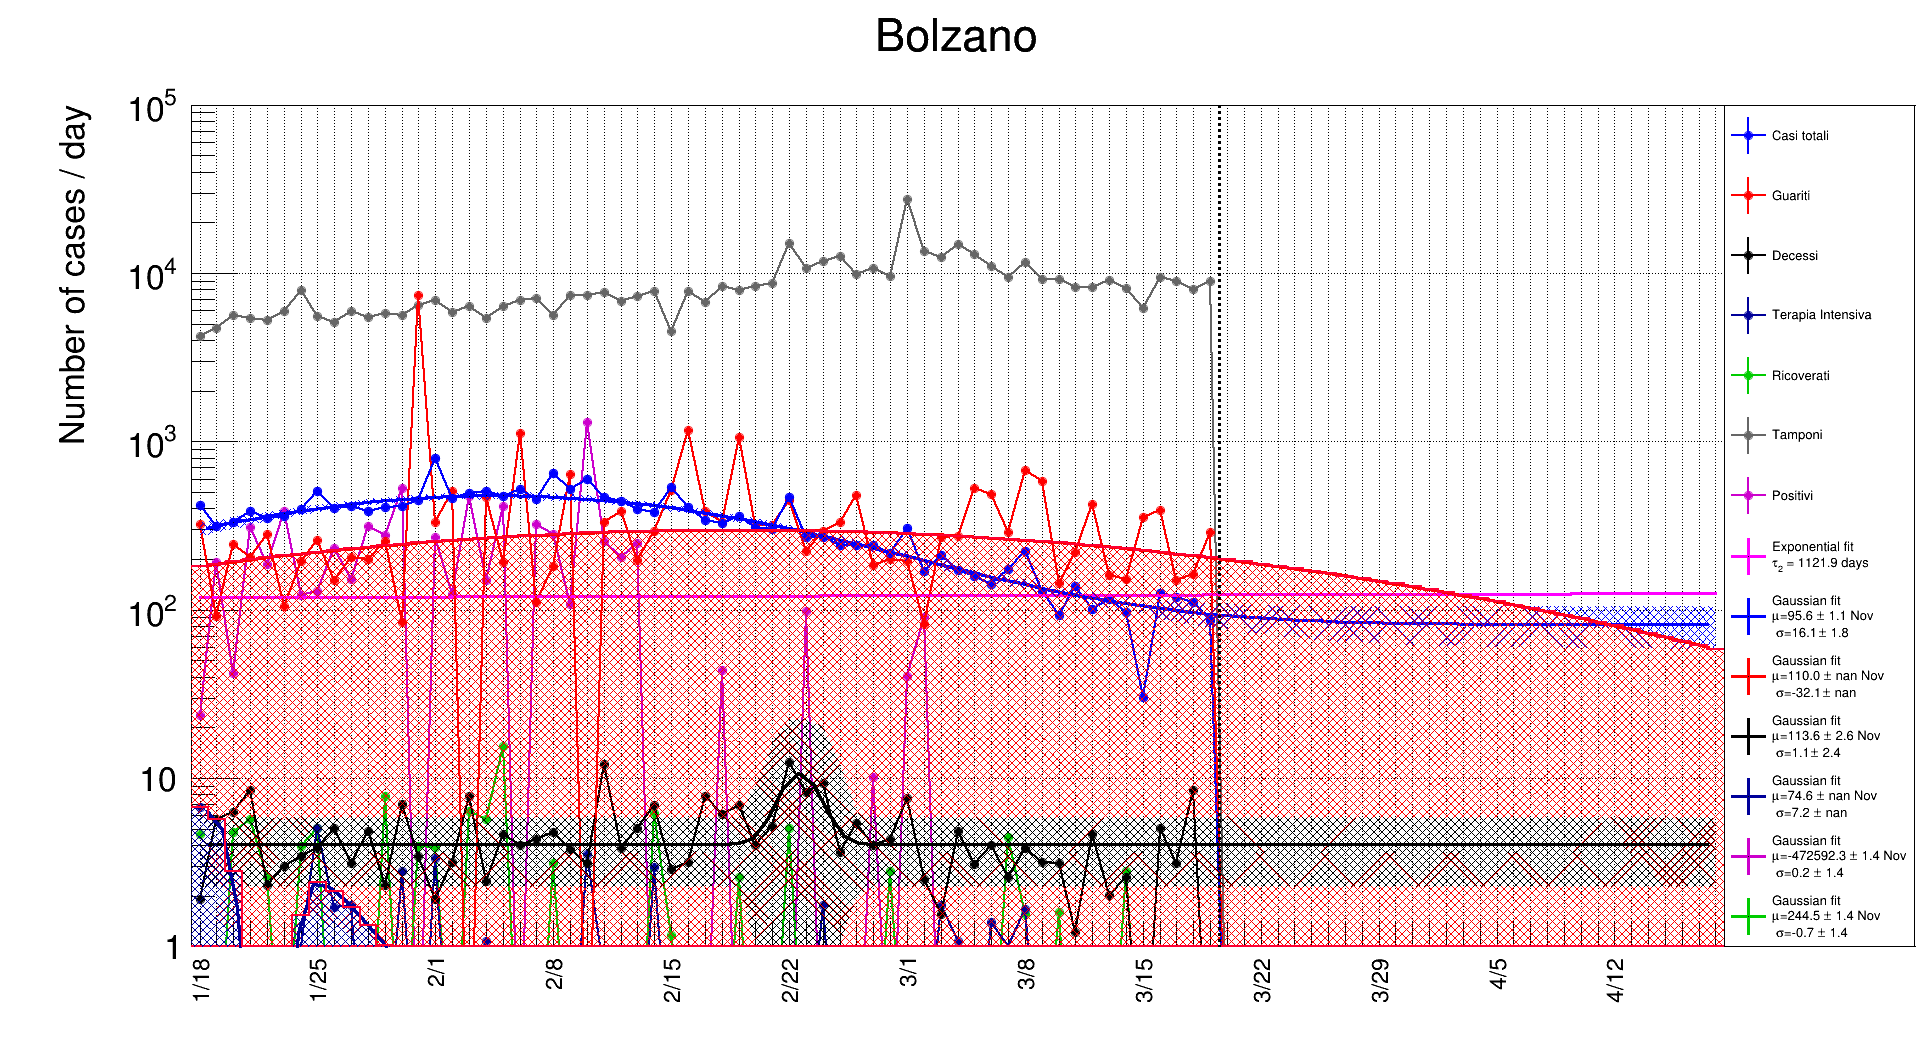 Bolzano
Number of cases / day
10^5
10^4
10^3
10^2
10
1
1/18
1/25
2/1
2/8
2/15
2/22
3/1
3/8
3/15
3/22
3/29
4/5
4/12
Casi totali
Guariti
Decessi
Terapia Intensiva
Ricoverati
Tamponi
Positivi
Exponential fit
τ₂ = 1121.9 days
Gaussian fit
μ=95.6 ± 1.1 Nov
σ=16.1 ± 1.8
Gaussian fit
μ=110.0 ± nan Nov
σ=-32.1 ± nan
Gaussian fit
μ=113.6 ± 2.6 Nov
σ=1.1 ± 2.4
Gaussian fit
μ=74.6 ± nan Nov
σ=7.2 ± nan
Gaussian fit
μ=-472592.3 ± 1.4 Nov
σ=0.2 ± 1.4
Gaussian fit
μ=244.5 ± 1.4 Nov
σ=-0.7 ± 1.4